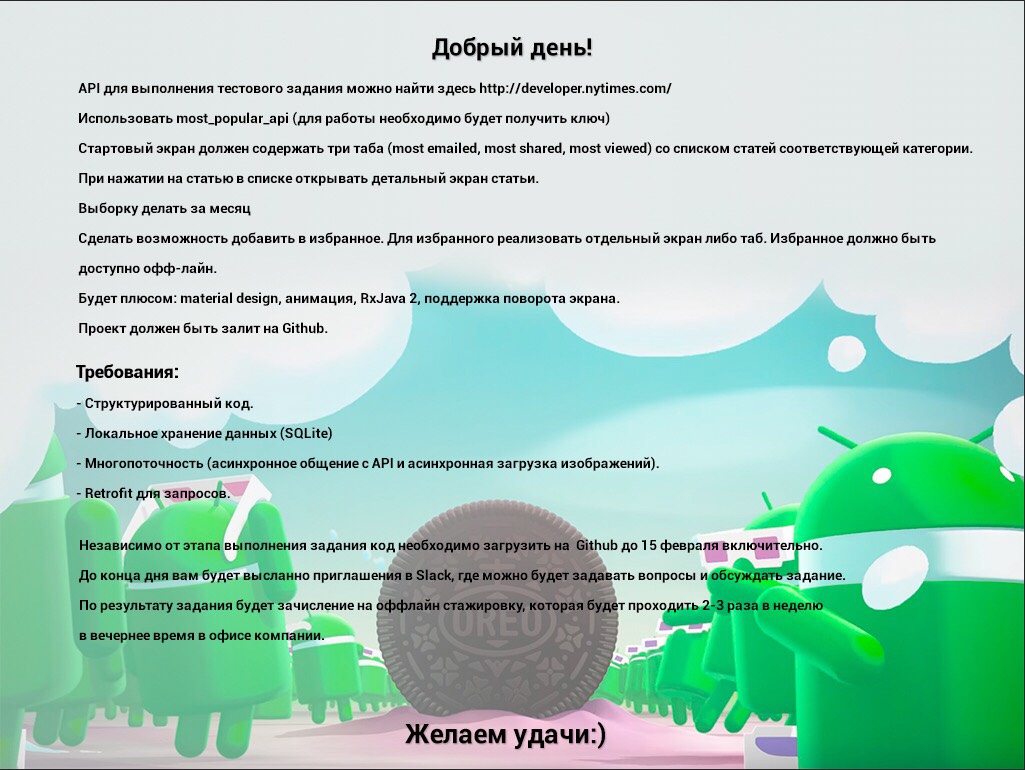 Добрый день!
API для выполнения тестового задания можно найти здесь http://developer.nytimes.com/
Использовать most_popular_api (для работы необходимо будет получить ключ)
Стартовый экран должен содержать три таба (most emailed, most shared, most viewed) со списком статей соответствующей категории.
При нажатии на статью в списке открывать детальный экран статьи.
Выборку делать за месяц
Сделать возможность добавить в избранное. Для избранного реализовать отдельный экран либо таб. Избранное должно быть
доступно офф-лайн.
Будет плюсом: material design, анимация, RxJava 2, поддержка поворота экрана.
Проект должен быть залит на Github.
Требования:
- Структурированный код.
- Локальное хранение данных (SQLite)
- Многопоточность (асинхронное общение с API и асинхронная загрузка изображений).
- Retrofit для запросов.
Независимо от этапа выполнения задания код необходимо загрузить на Github до 15 февраля включительно.
До конца дня вам будет высланно приглашения в Slack, где можно будет задавать вопросы и обсуждать задание.
По результату задания будет зачисление на оффлайн стажировку, которая будет проходить 2-3 раза в неделю
в вечернее время в офисе компании.
OREO
Желаем удачи:)